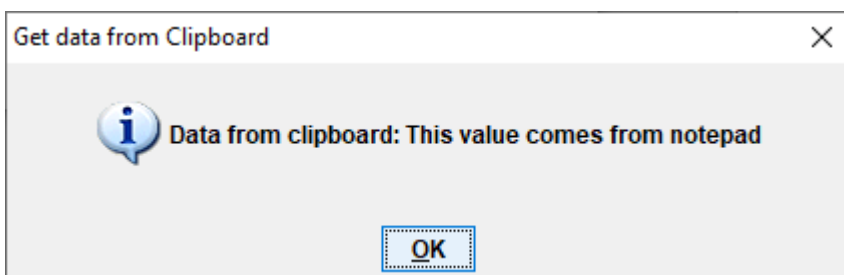 Get data from Clipboard
Data from clipboard: This value comes from notepad
OK